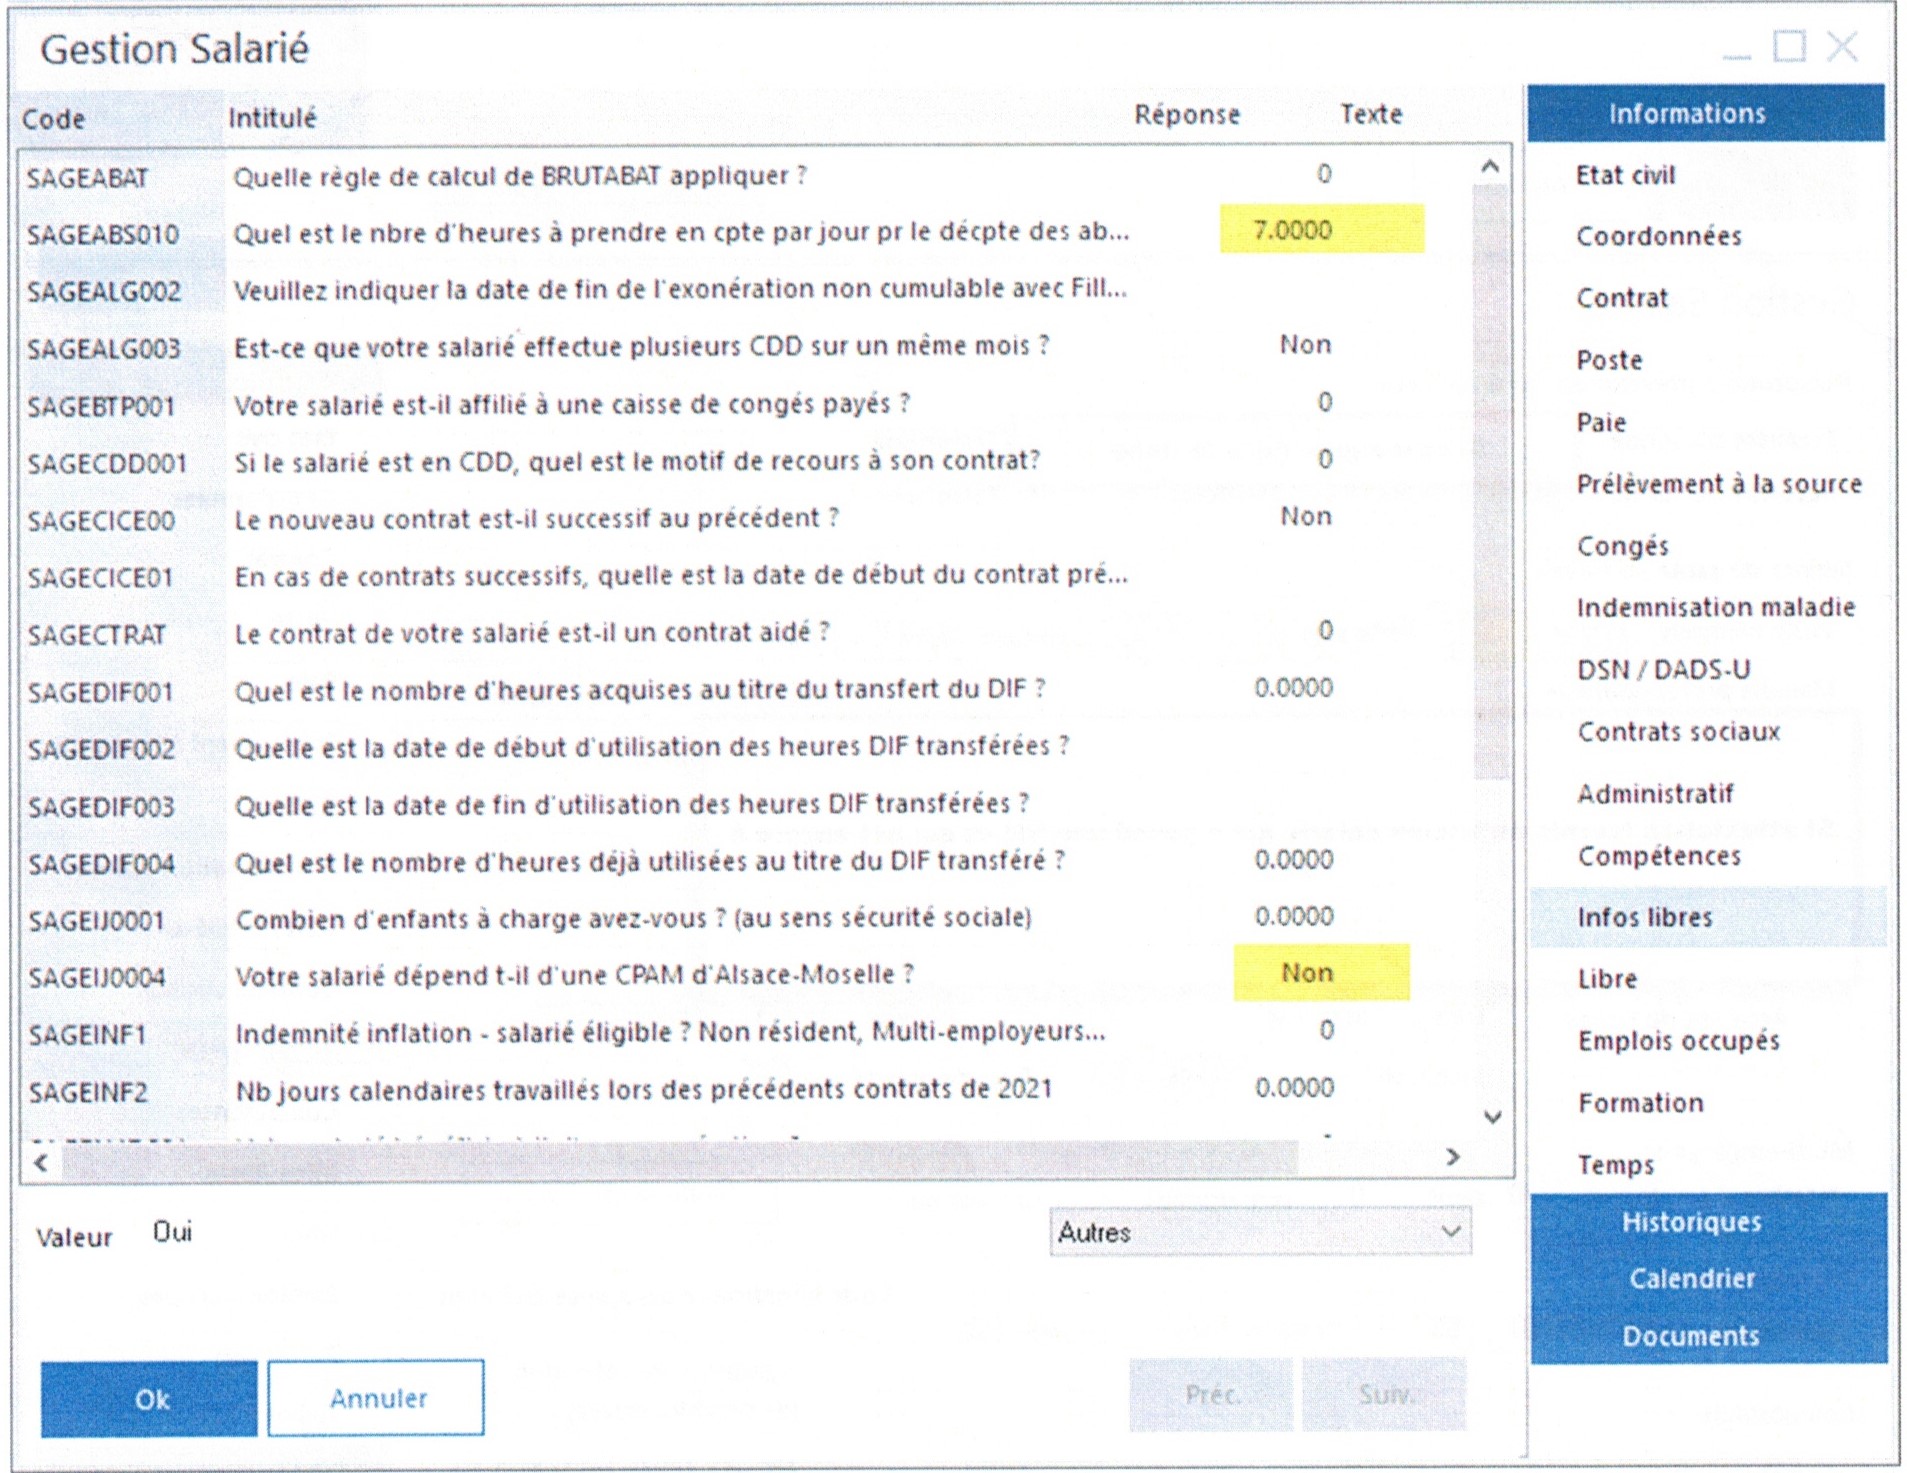 Gestion Salarié
Code Intitulé Réponse Texte
SAGEABAT Quelle règle de calcul de BRUTABAT appliquer ? 0
SAGEABS010 Quel est le nbre d'heures à prendre en cpte par jour pr le décpte des ab... 7.0000
SAGEALG002 Veuillez indiquer la date de fin de l'exonération non cumulable avec Fill...
SAGEALG003 Est-ce que votre salarié effectue plusieurs CDD sur un même mois ? Non
SAGEBTP001 Votre salarié est-il affilié à une caisse de congés payés ? 0
SAGECDD001 Si le salarié est en CDD, quel est le motif de recours à son contrat? 0
SAGECICE00 Le nouveau contrat est-il successif au précédent ? Non
SAGECICE01 En cas de contrats successifs, quelle est la date de début du contrat pré...
SAGECTRAT Le contrat de votre salarié est-il un contrat aidé ? 0
SAGEDIF001 Quel est le nombre d'heures acquises au titre du transfert du DIF ? 0.0000
SAGEDIF002 Quelle est la date de début d'utilisation des heures DIF transférées ?
SAGEDIF003 Quelle est la date de fin d'utilisation des heures DIF transférées ?
SAGEDIF004 Quel est le nombre d'heures déjà utilisées au titre du DIF transféré ? 0.0000
SAGEIJ0001 Combien d'enfants à charge avez-vous ? (au sens sécurité sociale) 0.0000
SAGEIJ0004 Votre salarié dépend t-il d'une CPAM d'Alsace-Moselle ? Non
SAGEINF1 Indemnité inflation - salarié éligible ? Non résident, Multi-employeurs... 0
SAGEINF2 Nb jours calendaires travaillés lors des précédents contrats de 2021 0.0000
Valeur Oui Autres
Ok Annuler Préc. Suiv.
Informations
Etat civil
Coordonnées
Contrat
Poste
Paie
Prélèvement à la source
Congés
Indemnisation maladie
DSN / DADS-U
Contrats sociaux
Administratif
Compétences
Infos libres
Libre
Emplois occupés
Formation
Temps
Historiques
Calendrier
Documents